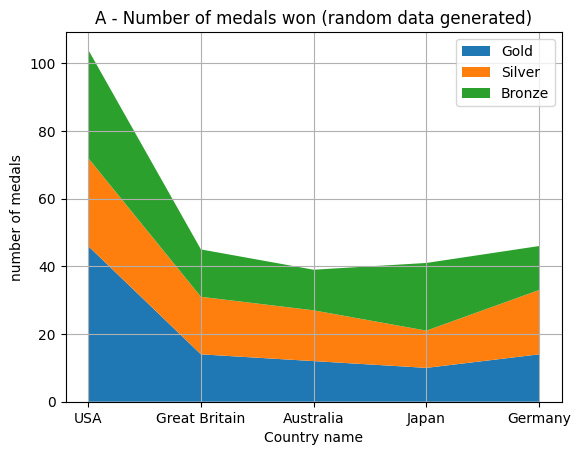 A - Number of medals won (random data generated)
Gold
Silver
Bronze
100
80
60
40
20
0
number of medals
USA Great Britain Australia Japan Germany
Country name